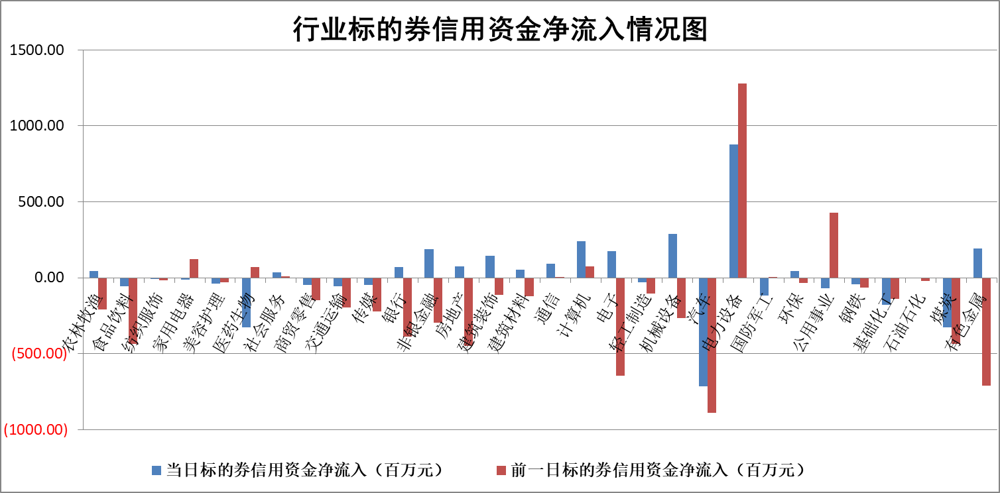 行业标的券信用资金净流入情况图
1500.00
1000.00
500.00
0.00
(500.00)
(1000.00)
农林牧渔
食品饮料
纺织服饰
家用电器
美容护理
医药生物
社会服务
商贸零售
交通运输
传媒
银行
非银金融
房地产
建筑装饰
建筑材料
通信
计算机
电子
轻工制造
机械设备
汽车
电力设备
国防军工
环保
公用事业
钢铁
基础化工
石油石化
煤炭
有色金属
当日标的券信用资金净流入（百万元） 前一日标的券信用资金净流入（百万元）